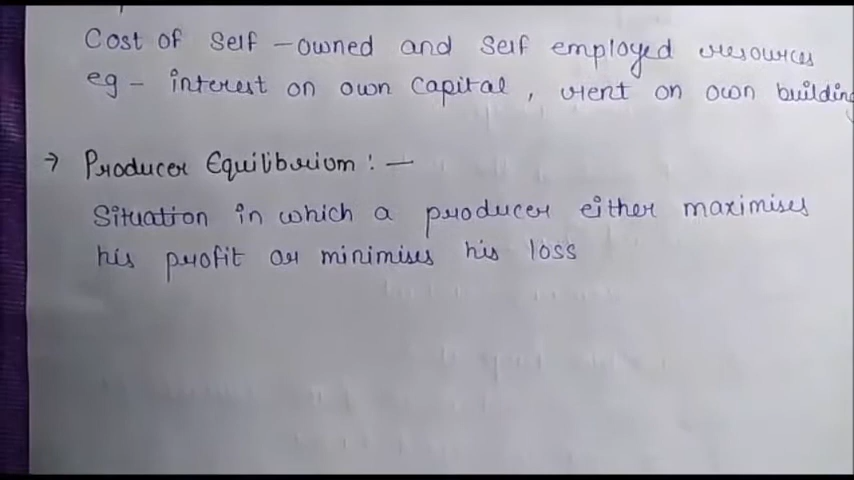 Cost of Self - owned and self employed resources
eg - interest on own capital, rent on own building
→ Producer Equilibrium : -
Situation in which a producer either maximises
his profit or minimises his loss